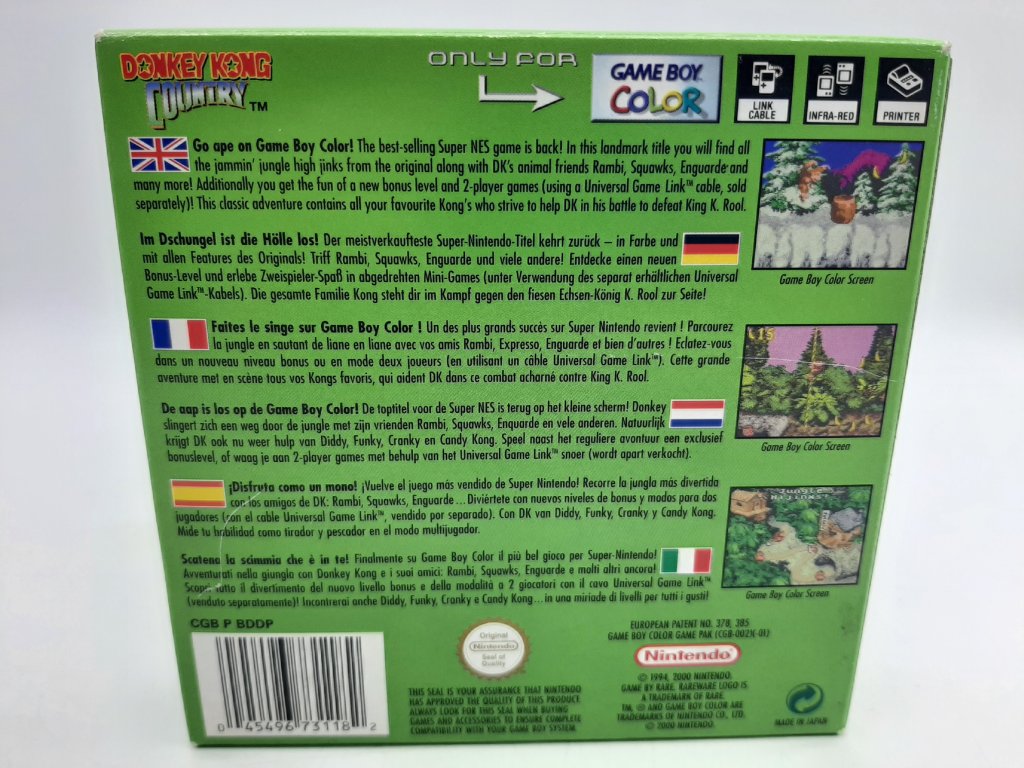 DONKEY KONG
COUNTRY™
ONLY FOR
GAME BOY
COLOR
LINK
CABLE
INFRA-RED
PRINTER
Go ape on Game Boy Color! The best-selling Super NES game is back! In this landmark title you will find all
the jammin' jungle high jinks from the original along with DK's animal friends Rambi, Squawks, Enguarde and
many more! Additionally you get the fun of a new bonus level and 2-player games (using a Universal Game Link™ cable, sold
separately)! This classic adventure contains all your favourite Kong's who strive to help DK in his battle to defeat King K. Rool.
Game Boy Color Screen
Im Dschungel ist die Hölle los! Der meistverkaufteste Super-Nintendo-Titel kehrt zurück – in Farbe und
mit allen Features des Originals! Triff Rambi, Squawks, Enguarde und viele andere! Entdecke einen neuen
Bonus-Level und erlebe Zweispieler-Spaß in abgedrehten Mini-Games (unter Verwendung des separat erhältlichen Universal
Game Link™-Kabels). Die gesamte Familie Kong steht dir im Kampf gegen den fiesen Echsen-König K. Rool zur Seite!
Faites le singe sur Game Boy Color ! Un des plus grands succès sur Super Nintendo revient ! Parcourez
la jungle en sautant de liane en liane avec vos amis Rambi, Expresso, Enguarde et bien d'autres ! Eclatez-vous
dans un nouveau niveau bonus ou en mode deux joueurs (en utilisant un câble Universal Game Link™). Cette grande
aventure met en scène tous vos Kongs favoris, qui aident DK dans ce combat acharné contre King K. Rool.
15
Game Boy Color Screen
De aap is los op de Game Boy Color! De toptitel voor de Super NES is terug op het kleine scherm! Donkey
slingert zich een weg door de jungle met zijn vrienden Rambi, Squawks, Enguarde en vele anderen. Natuurlijk
krijgt DK ook nu weer hulp van Diddy, Funky, Cranky en Candy Kong. Speel naast het reguliere avontuur een exclusief
bonuslevel, of waag je aan 2-player games met behulp van het Universal Game Link™ snoer (wordt apart verkocht).
¡Disfruta como un mono! ¡Vuelve el juego más vendido de Super Nintendo! Recorre la jungla más divertida
con los amigos de DK: Rambi, Squawks, Enguarde... Diviértete con nuevos niveles de bonus y modos para dos
jugadores (con el cable Universal Game Link™, vendido por separado). Con DK van Diddy, Funky, Cranky y Candy Kong.
Mide tu habilidad como tirador y pescador en el modo multijugador.
Jungle
Hijinks
Game Boy Color Screen
Scatena la scimmia che è in te! Finalmente su Game Boy Color il più bel gioco per Super-Nintendo!
Avventurati nella giungla con Donkey Kong e i suoi amici: Rambi, Squawks, Enguarde e molti altri ancora!
Scopri tutto il divertimento del nuovo livello bonus e della modalità a 2 giocatori con il cavo Universal Game Link™
(venduto separatamente)! Incontrerai anche Diddy, Funky, Cranky e Candy Kong...in una miriade di livelli per tutti i gusti!
CGB P BDDP
0 45496 73118 2
Original
Nintendo
Seal of
Quality
THIS SEAL IS YOUR ASSURANCE THAT NINTENDO
HAS APPROVED THE QUALITY OF THIS PRODUCT.
ALWAYS LOOK FOR THIS SEAL WHEN BUYING
GAMES AND ACCESSORIES TO ENSURE COMPLETE
COMPATIBILITY WITH YOUR GAME BOY SYSTEM.
EUROPEAN PATENT NO. 378, 385
GAME BOY COLOR GAME PAK (CGB-002(-01)
Nintendo®
© 1994, 2000 NINTENDO.
GAME BY RARE. RAREWARE LOGO IS
A TRADEMARK OF RARE.
TM, ® AND GAME BOY COLOR ARE
TRADEMARKS OF NINTENDO CO., LTD.
© 2000 NINTENDO.
MADE IN JAPAN